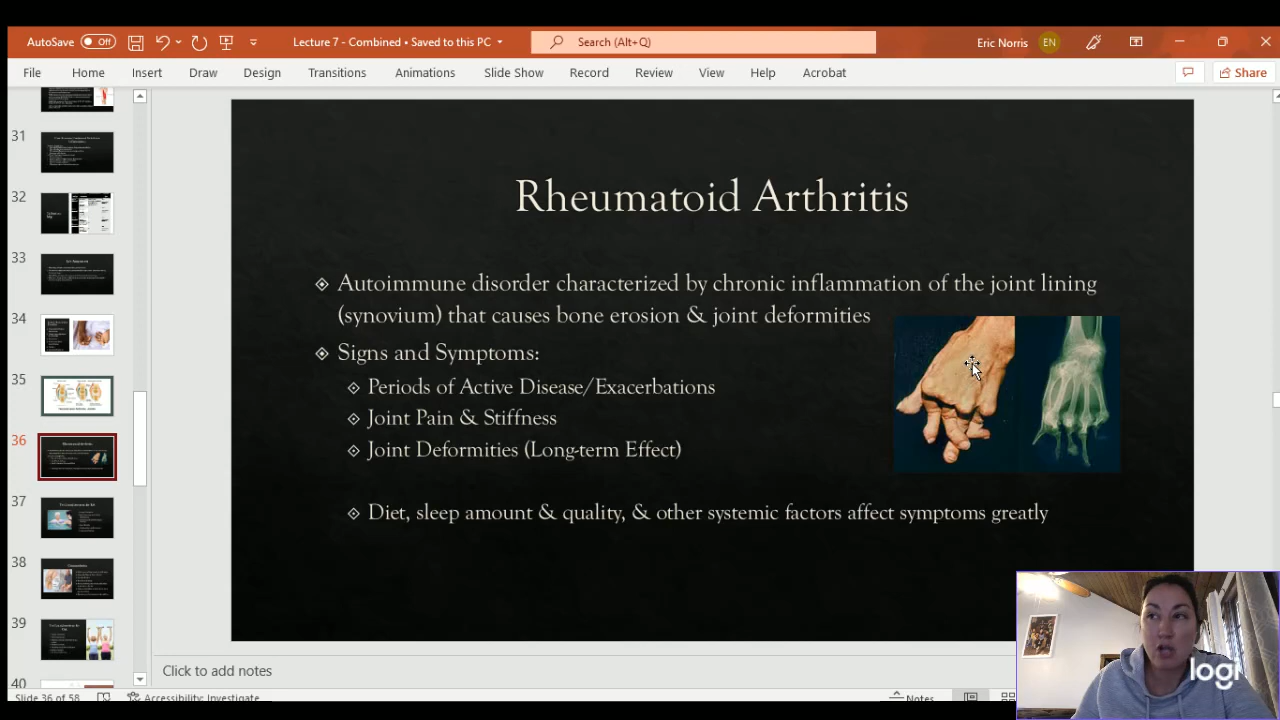 AutoSave Off Lecture 7 - Combined • Saved to this PC Search (Alt+Q) Eric Norris EN
File Home Insert Draw Design Transitions Animations Slide Show Record Review View Help Acrobat Share
31
32
33
34
35
36
37
38
39
40
Rheumatoid Arthritis
Autoimmune disorder characterized by chronic inflammation of the joint lining
(synovium) that causes bone erosion & joint deformities
Signs and Symptoms:
Periods of Active Disease/Exacerbations
Joint Pain & Stiffness
Joint Deformities (Long-term Effect)
Diet, sleep amount & quality, & other systemic factors affect symptoms greatly
Click to add notes
Slide 36 of 58 Accessibility: Investigate Notes
logi